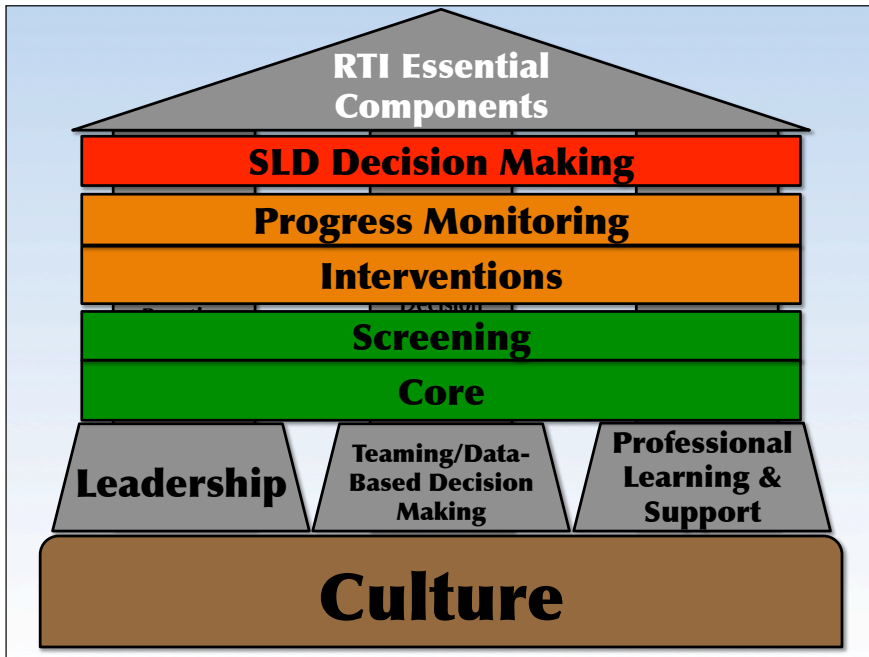 RTI Essential
Components
SLD Decision Making
Progress Monitoring
Interventions
Decision
Screening
Core
Leadership
Teaming/Data-
Based Decision
Making
Professional
Learning &
Support
Culture